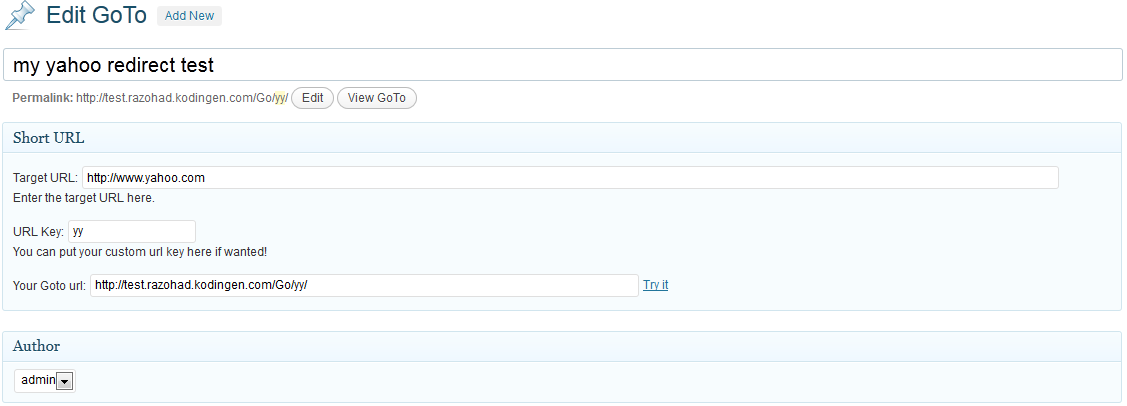 Edit GoTo Add New
my yahoo redirect test
Permalink: http://test.razohad.kodingen.com/Go/yy/ Edit View GoTo
Short URL
Target URL: http://www.yahoo.com
Enter the target URL here.
URL Key: yy
You can put your custom url key here if wanted!
Your Goto url: http://test.razohad.kodingen.com/Go/yy/ Try it
Author
admin